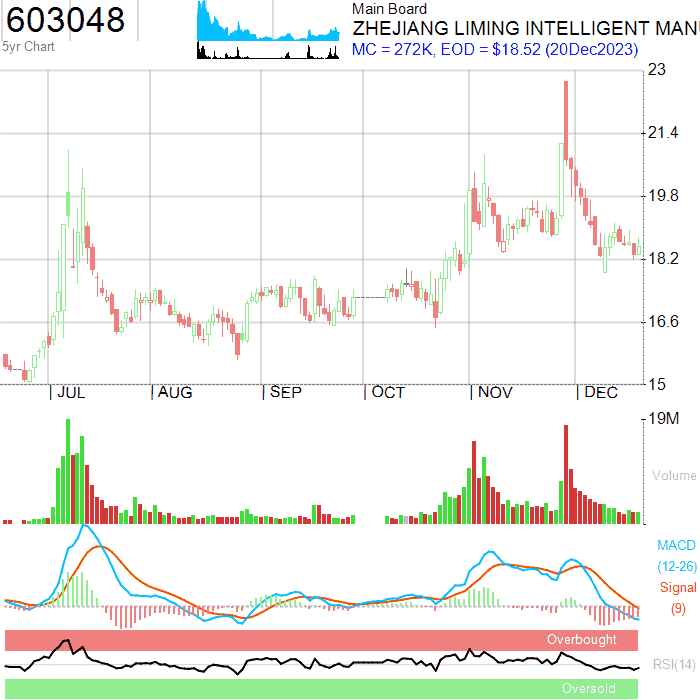 603048
5yr Chart
Main Board
ZHEJIANG LIMING INTELLIGENT MANU
MC = 272K, EOD = $18.52 (20Dec2023)
23
21.4
19.8
18.2
16.6
15
JUL
AUG
SEP
OCT
NOV
DEC
19M
Volume
MACD
(12-26)
Signal
(9)
Overbought
RSI(14)
Oversold